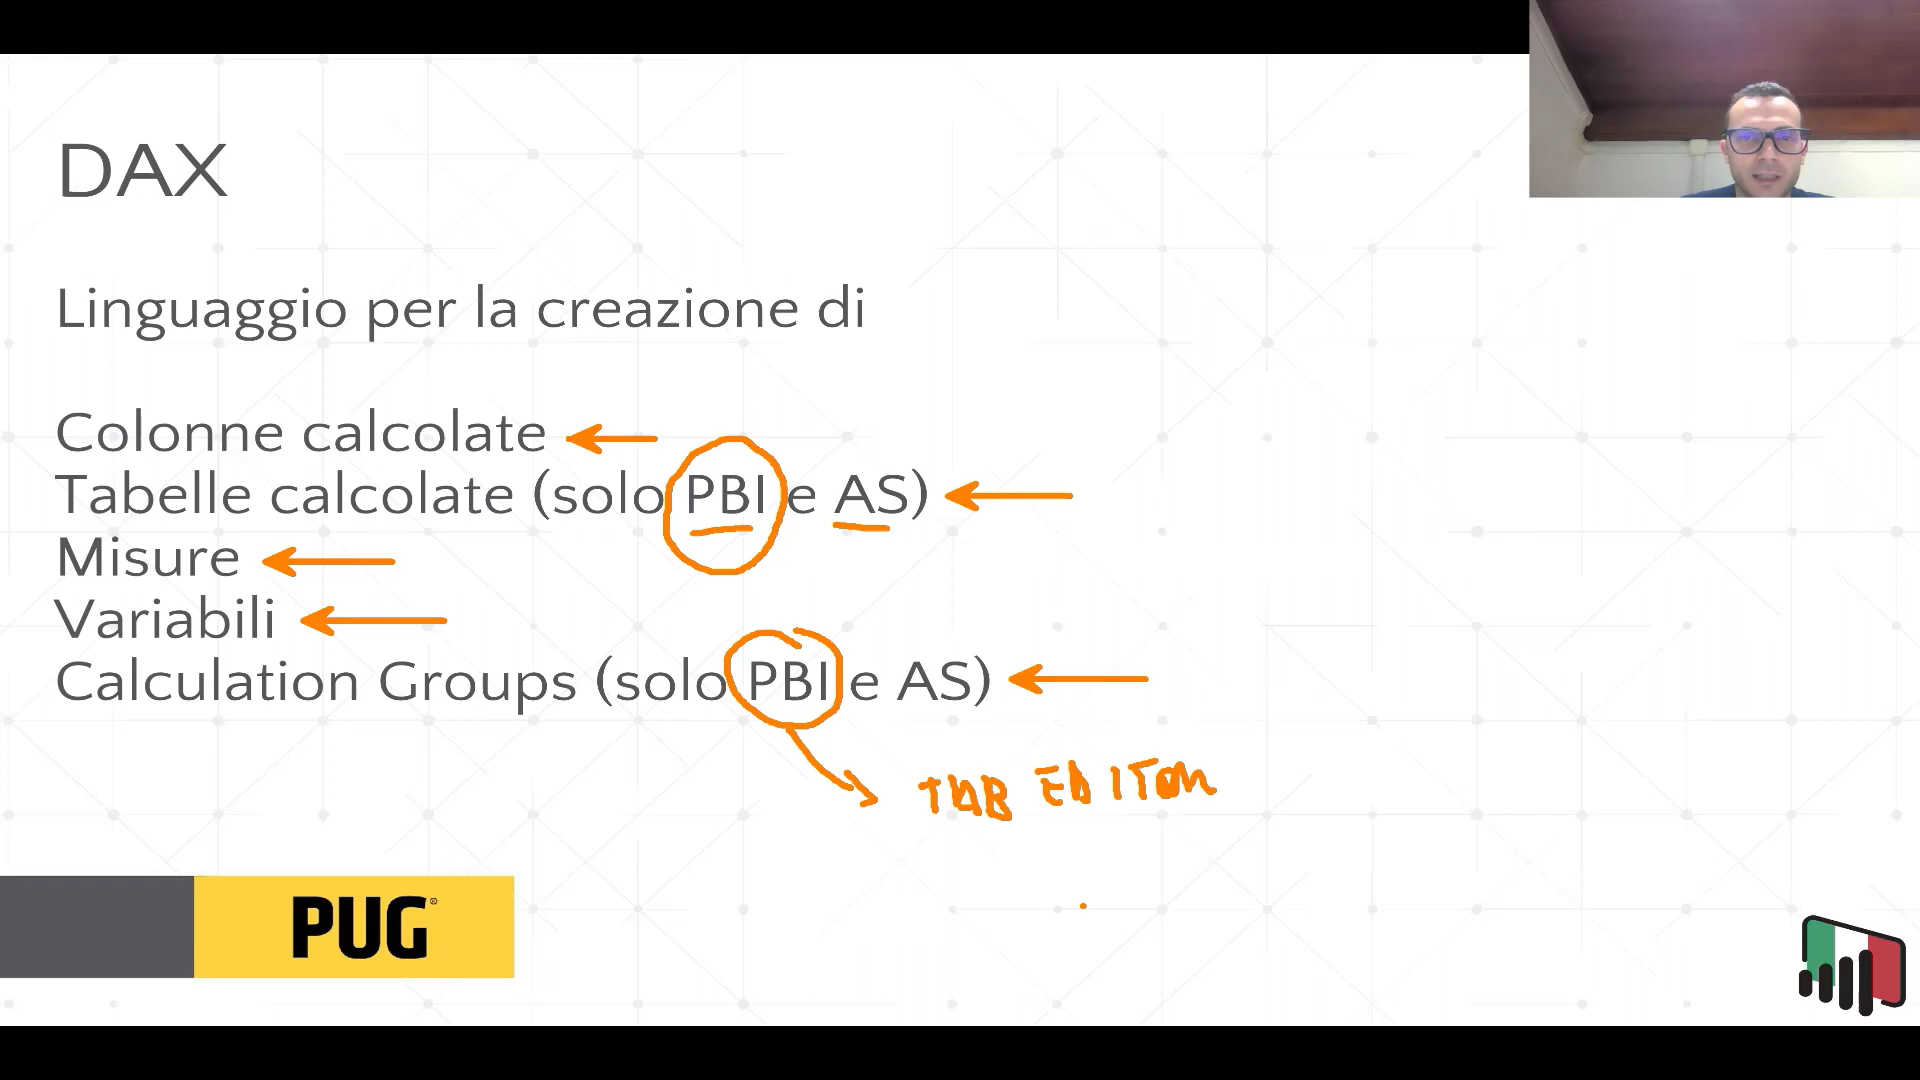 DAX
Linguaggio per la creazione di
Colonne calcolate
Tabelle calcolate (solo PBI e AS)
Misure
Variabili
Calculation Groups (solo PBI e AS)
TAB EDITOR
PUG®